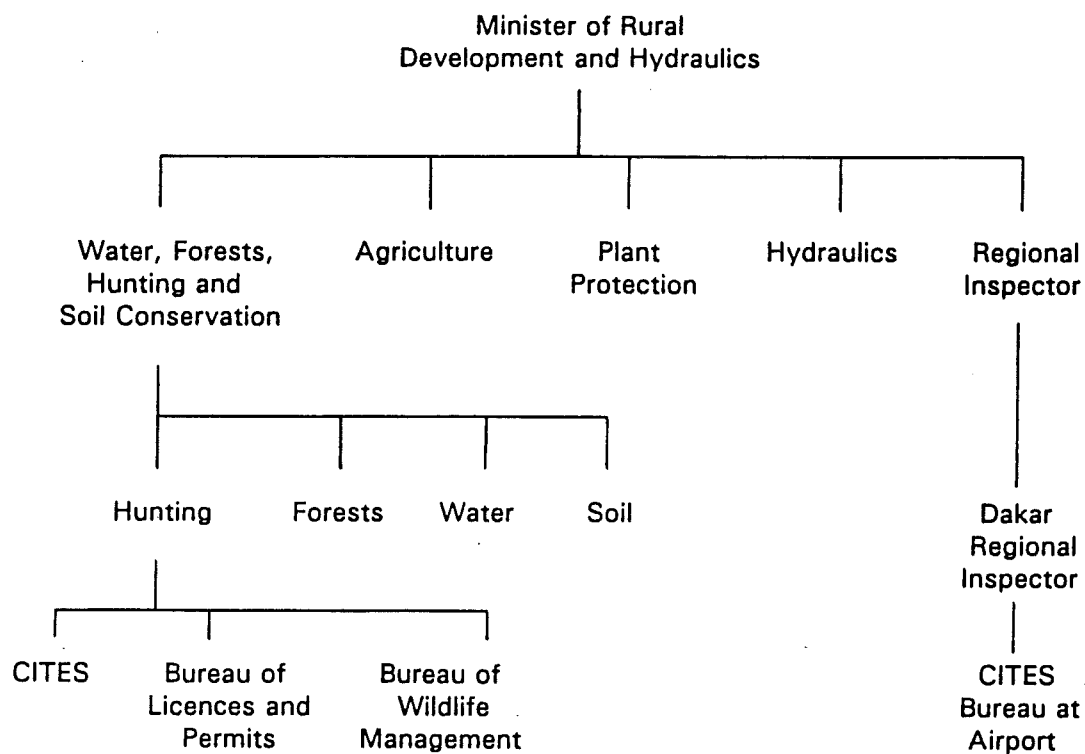 Minister of Rural
Development and Hydraulics
Water, Forests,
Hunting and
Soil Conservation
Agriculture
Plant
Protection
Hydraulics
Regional
Inspector
Hunting
Forests
Water
Soil
Dakar
Regional
Inspector
CITES
Bureau of
Licences and
Permits
Bureau of
Wildlife
Management
CITES
Bureau at
Airport